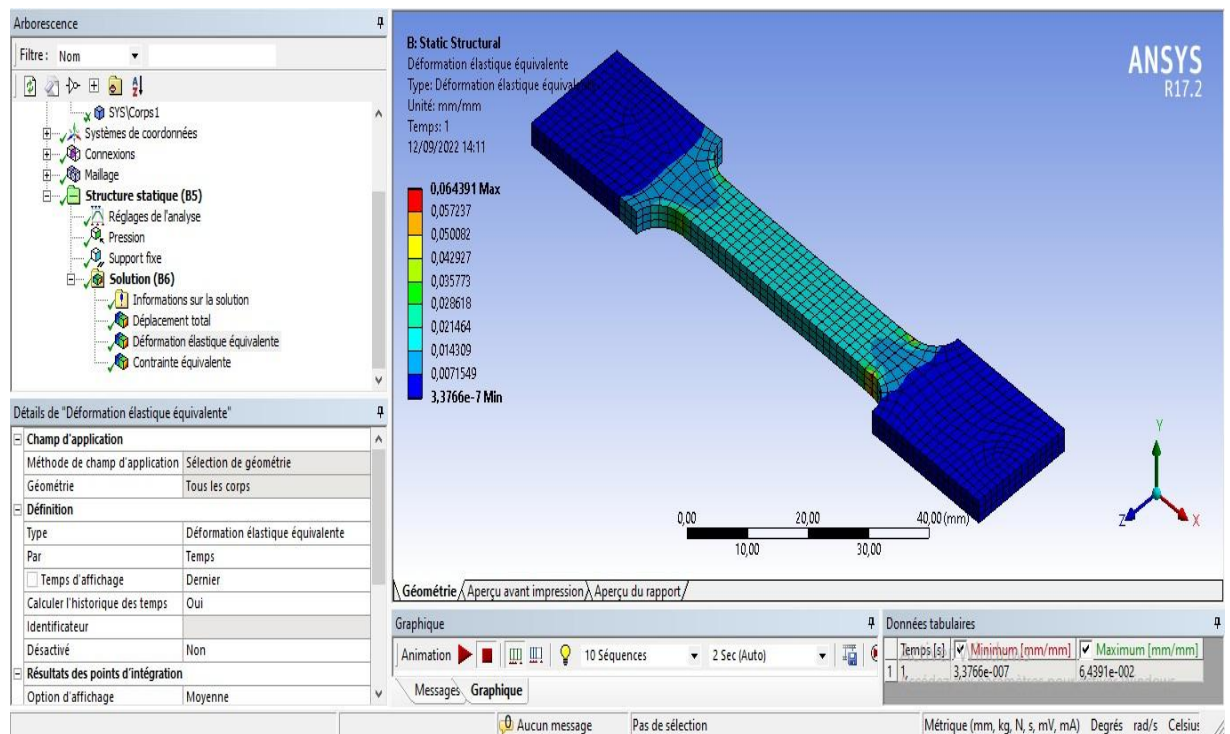 Arborescence
Filtre : Nom
SYS\Corps1
Systèmes de coordonnées
Connexions
Maillage
Structure statique (B5)
Réglages de l'analyse
Pression
Support fixe
Solution (B6)
Informations sur la solution
Déplacement total
Déformation élastique équivalente
Contrainte équivalente
Détails de "Déformation élastique équivalente"
Champ d'application
Méthode de champ d'application Sélection de géométrie
Géométrie Tous les corps
Définition
Type Déformation élastique équivalente
Par Temps
Temps d'affichage Dernier
Calculer l'historique des temps Oui
Identificateur
Désactivé Non
Résultats des points d'intégration
Option d'affichage Moyenne
B: Static Structural
Déformation élastique équivalente
Type: Déformation élastique équivalente
Unité: mm/mm
Temps: 1
12/09/2022 14:11
0,064391 Max
0,057237
0,050082
0,042927
0,035773
0,028618
0,021464
0,014309
0,0071549
3,3766e-7 Min
ANSYS
R17.2
Y
Z X
0,00 20,00 40,00 (mm)
10,00 30,00
Géométrie Aperçu avant impression Aperçu du rapport
Graphique
Animation 10 Séquences 2 Sec (Auto)
Messages Graphique
Données tabulaires
Temps [s] Minimum [mm/mm] Maximum [mm/mm]
1 1, 3,3766e-007 6,4391e-002
Aucun message Pas de sélection Métrique (mm, kg, N, s, mV, mA) Degrés rad/s Celsius